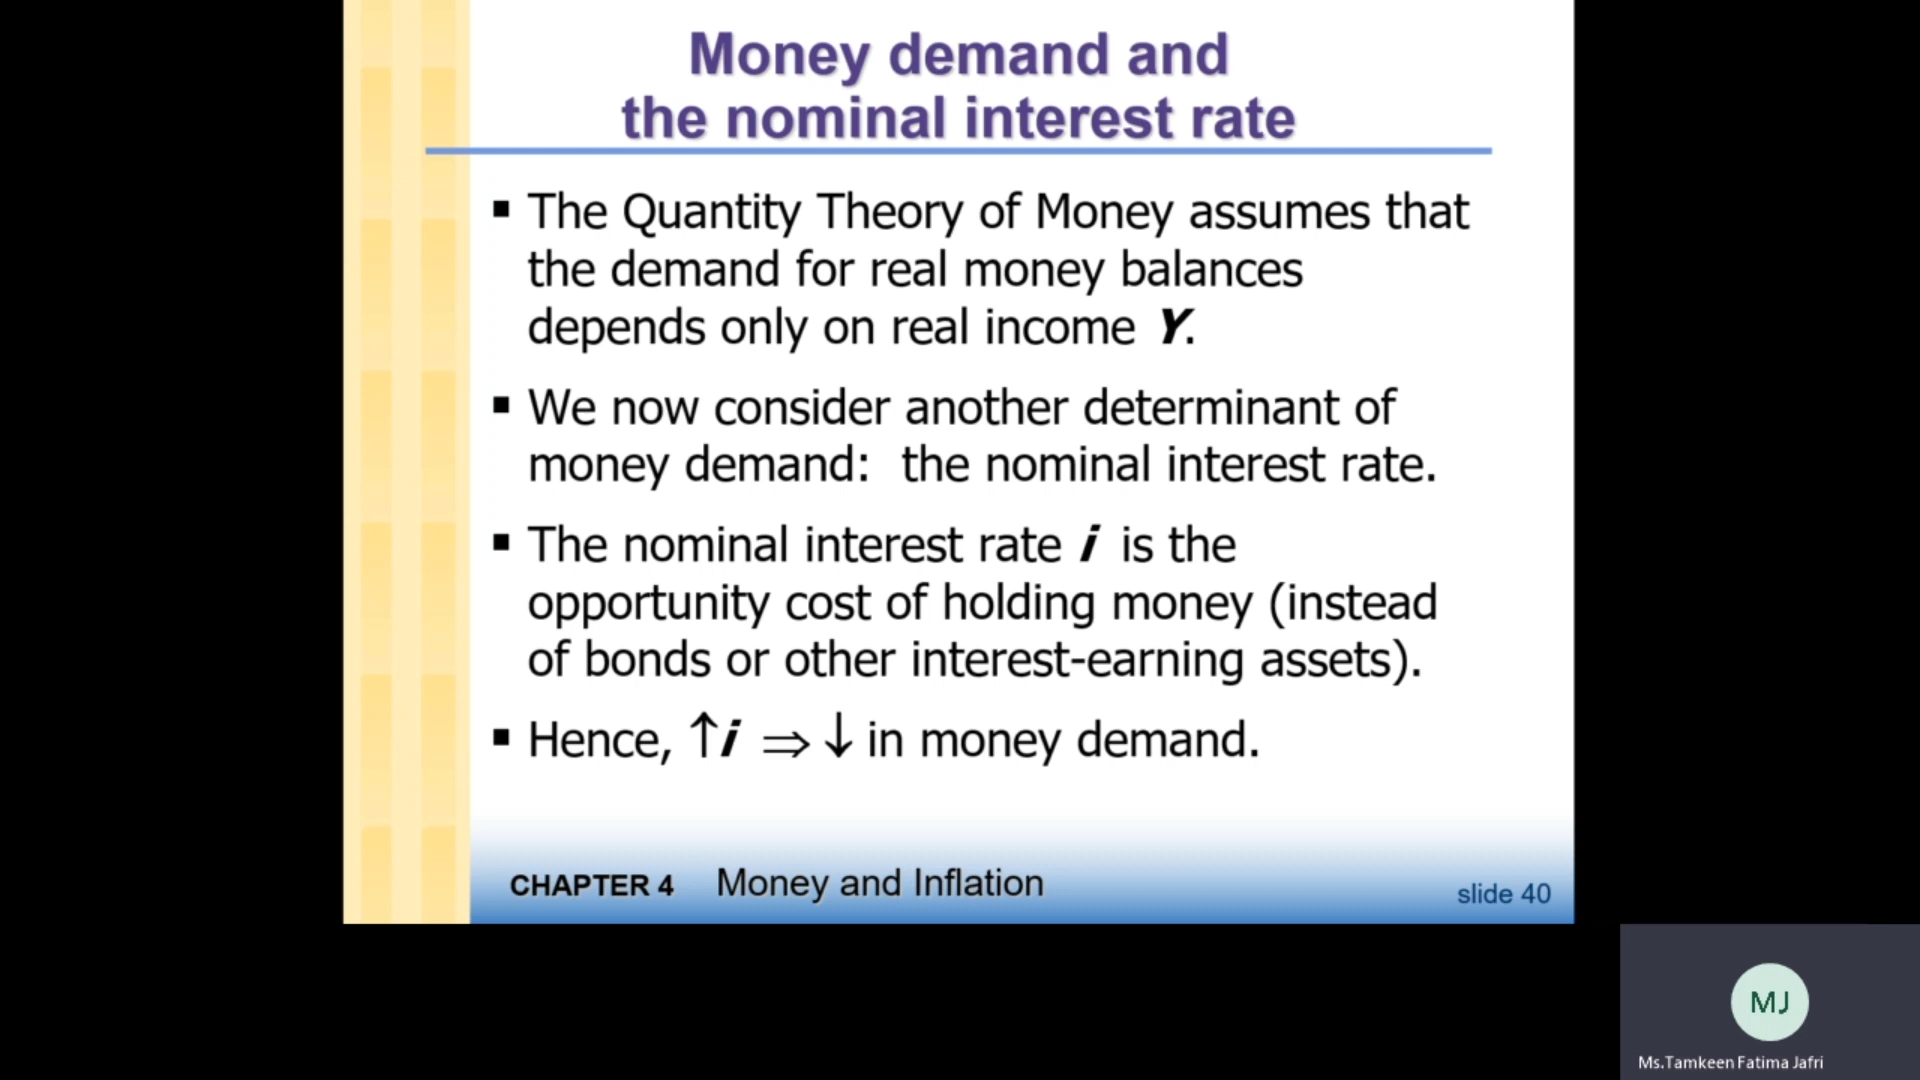 Money demand and
the nominal interest rate
▪ The Quantity Theory of Money assumes that
the demand for real money balances
depends only on real income Y.
▪ We now consider another determinant of
money demand: the nominal interest rate.
▪ The nominal interest rate i is the
opportunity cost of holding money (instead
of bonds or other interest-earning assets).
▪ Hence, ↑i ⇒ ↓ in money demand.
CHAPTER 4 Money and Inflation
slide 40
MJ
Ms.Tamkeen Fatima Jafri